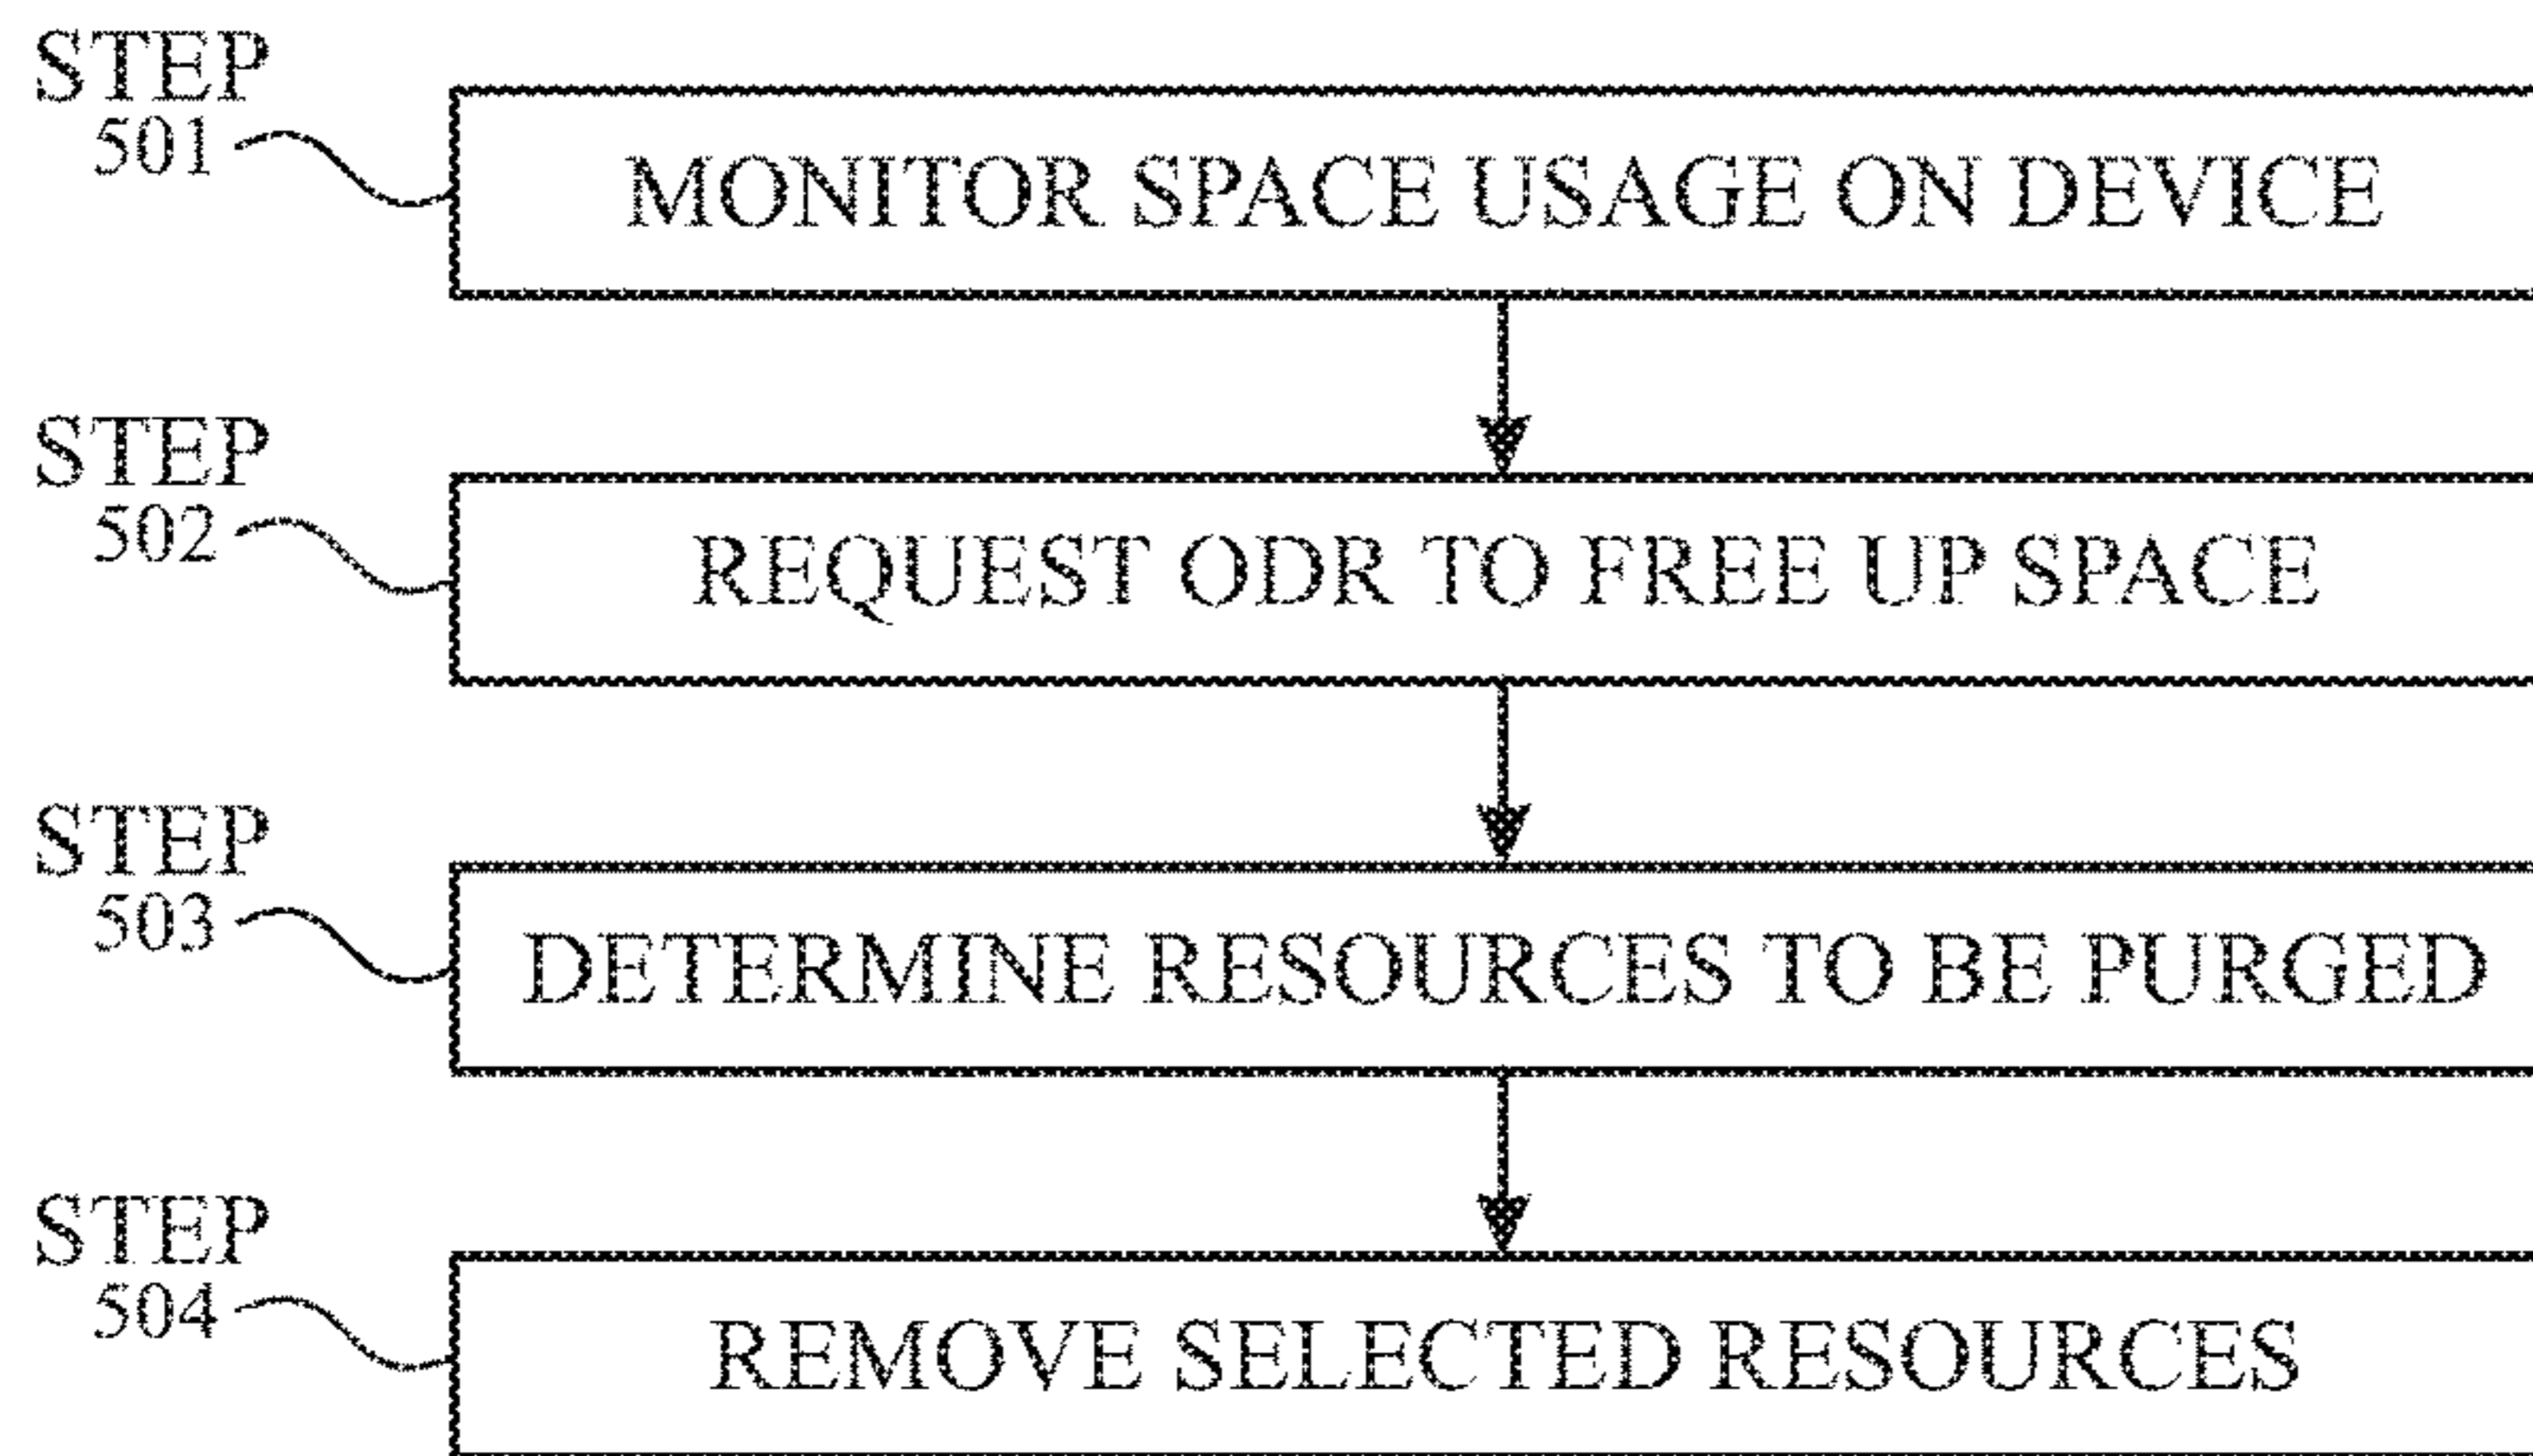 STEP
501
MONITOR SPACE USAGE ON DEVICE
STEP
502
REQUEST ODR TO FREE UP SPACE
STEP
503
DETERMINE RESOURCES TO BE PURGED
STEP
504
REMOVE SELECTED RESOURCES